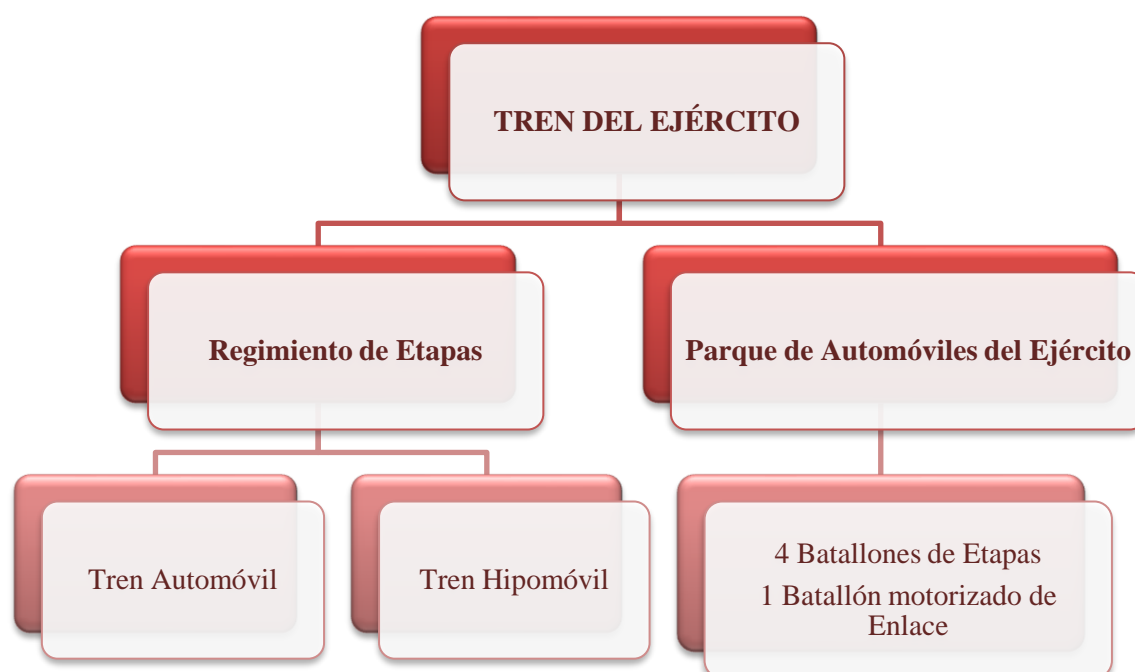 TREN DEL EJÉRCITO
Regimiento de Etapas
Parque de Automóviles del Ejército
Tren Automóvil
Tren Hipomóvil
4 Batallones de Etapas
1 Batallón motorizado de
Enlace